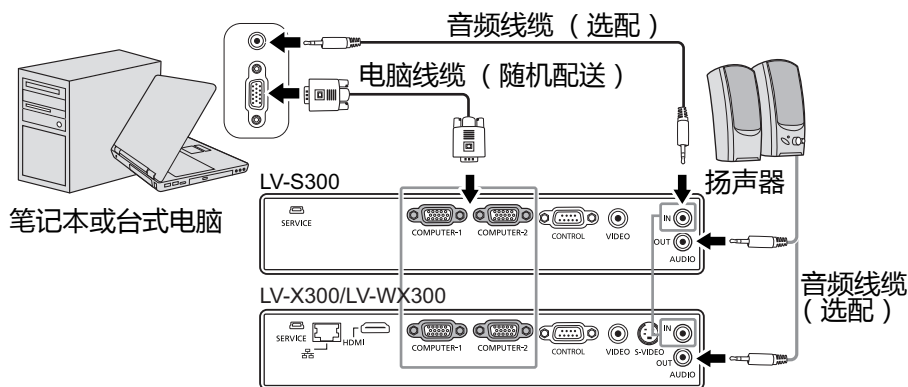 音频线缆（选配）
电脑线缆（随机配送）
笔记本或台式电脑
扬声器
LV-S300
SERVICE
COMPUTER-1
COMPUTER-2
CONTROL
VIDEO
IN
OUT
AUDIO
音频线缆
（选配）
LV-X300/LV-WX300
SERVICE
HDMI
COMPUTER-1
COMPUTER-2
CONTROL
VIDEO
S-VIDEO
IN
OUT
AUDIO